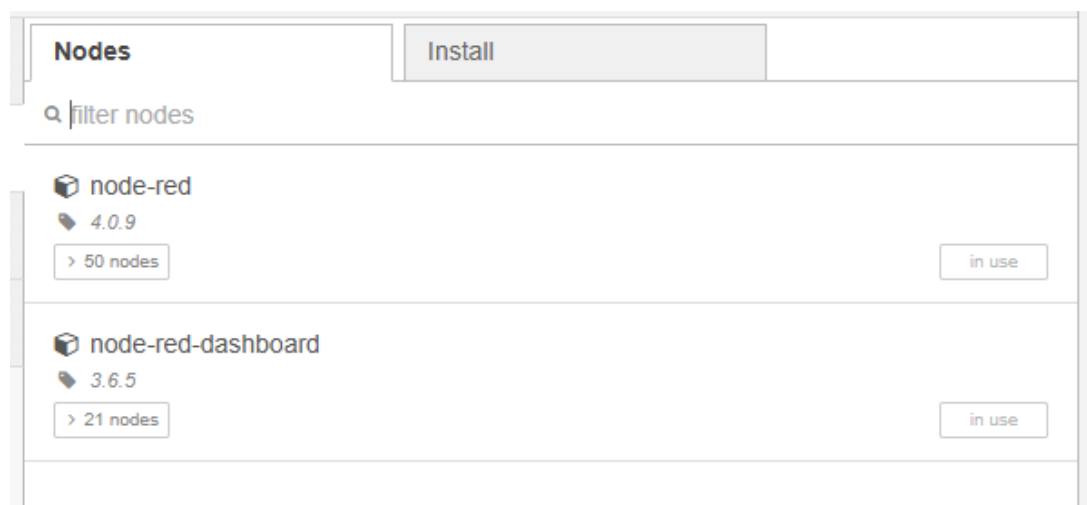 Nodes
Install
filter nodes
node-red
4.0.9
> 50 nodes
in use
node-red-dashboard
3.6.5
> 21 nodes
in use